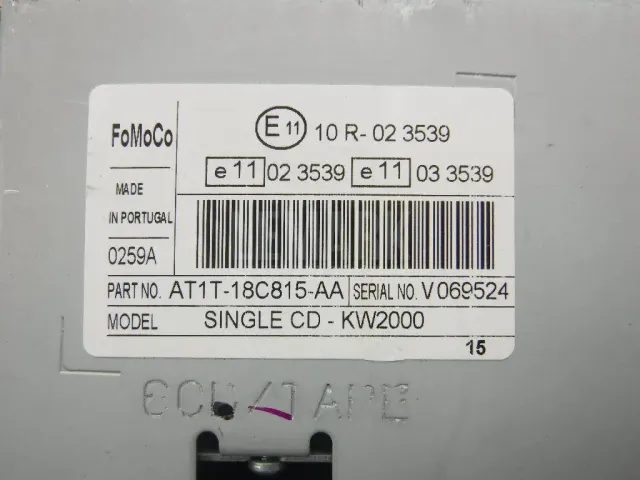 FoMoCo
E 11 10 R- 02 3539
e 11 02 3539 e 11 03 3539
MADE
IN PORTUGAL
0259A
PART NO. AT1T-18C815-AA SERIAL NO. V069524
MODEL SINGLE CD - KW2000
15